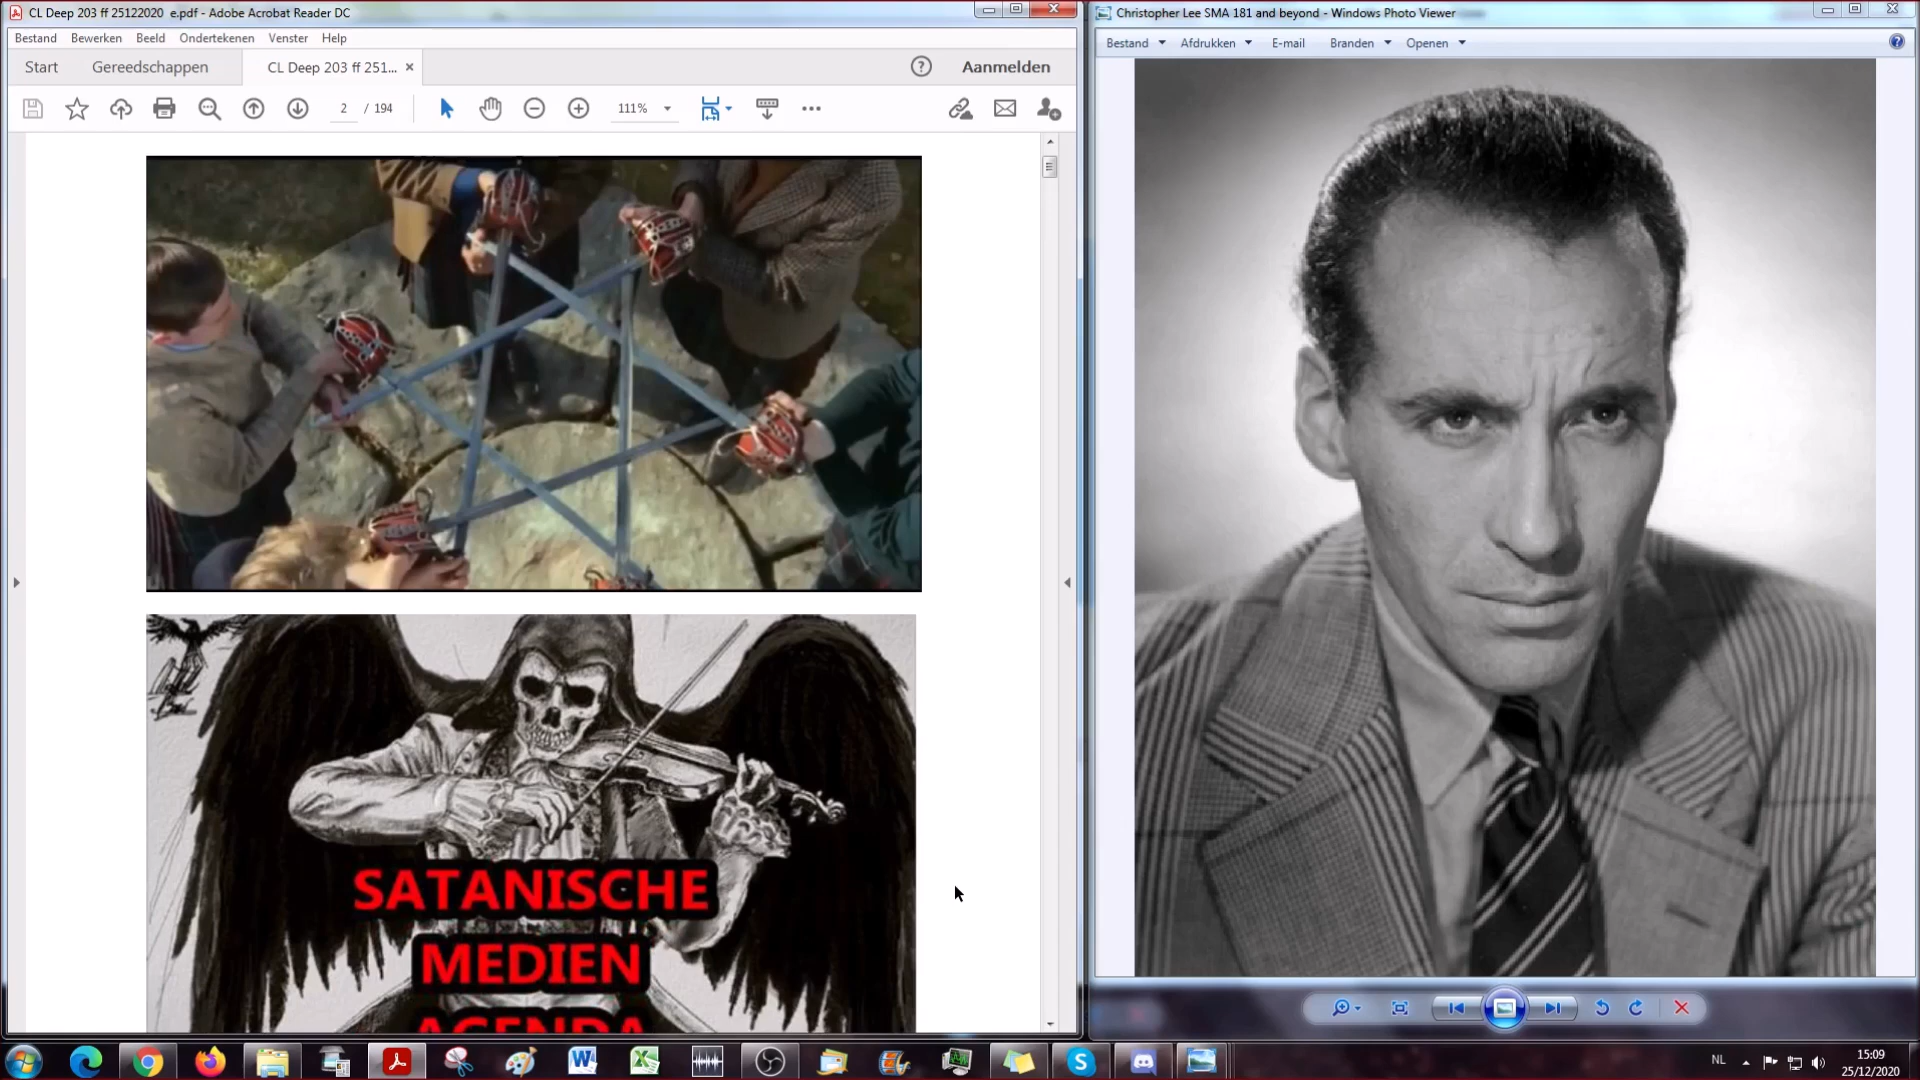 CL Deep 203 ff 25122020 e.pdf - Adobe Acrobat Reader DC
Bestand Bewerken Beeld Ondertekenen Venster Help
Start Gereedschappen CL Deep 203 ff 251... × Aanmelden
2 / 194 111%
SATANISCHE
MEDIEN
AGENDA
Christopher Lee SMA 181 and beyond - Windows Photo Viewer
Bestand Afdrukken E-mail Branden Openen
NL
15:09
25/12/2020